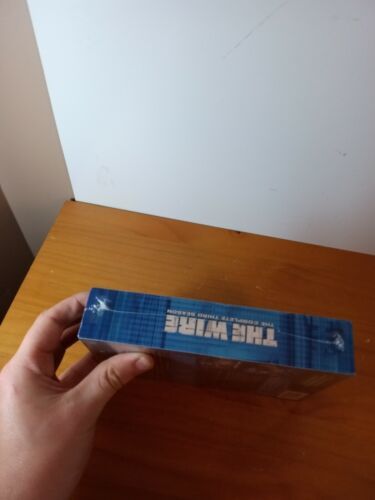 THE WIRE
THE COMPLETE THIRD SEASON